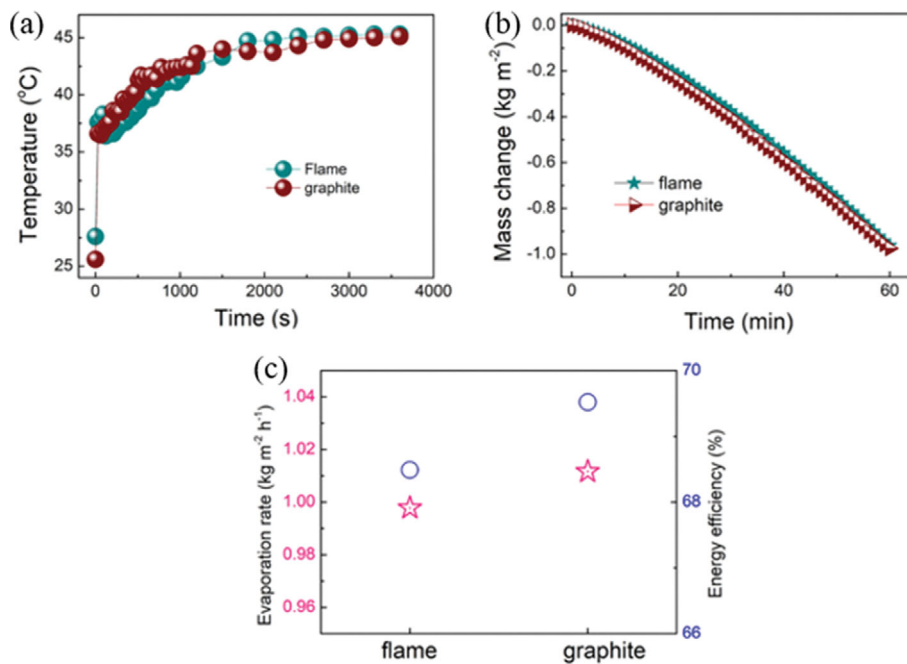 (a)
Temperature (°C)
45
40
35
30
25
Flame
graphite
0
1000
2000
3000
4000
Time (s)
(b)
Mass change (kg m⁻²)
0.0
-0.2
-0.4
-0.6
-0.8
-1.0
flame
graphite
0
20
40
60
Time (min)
(c)
Evaporation rate (kg m⁻² h⁻¹)
1.04
1.02
1.00
0.98
0.96
70
68
66
Energy efficiency (%)
flame
graphite